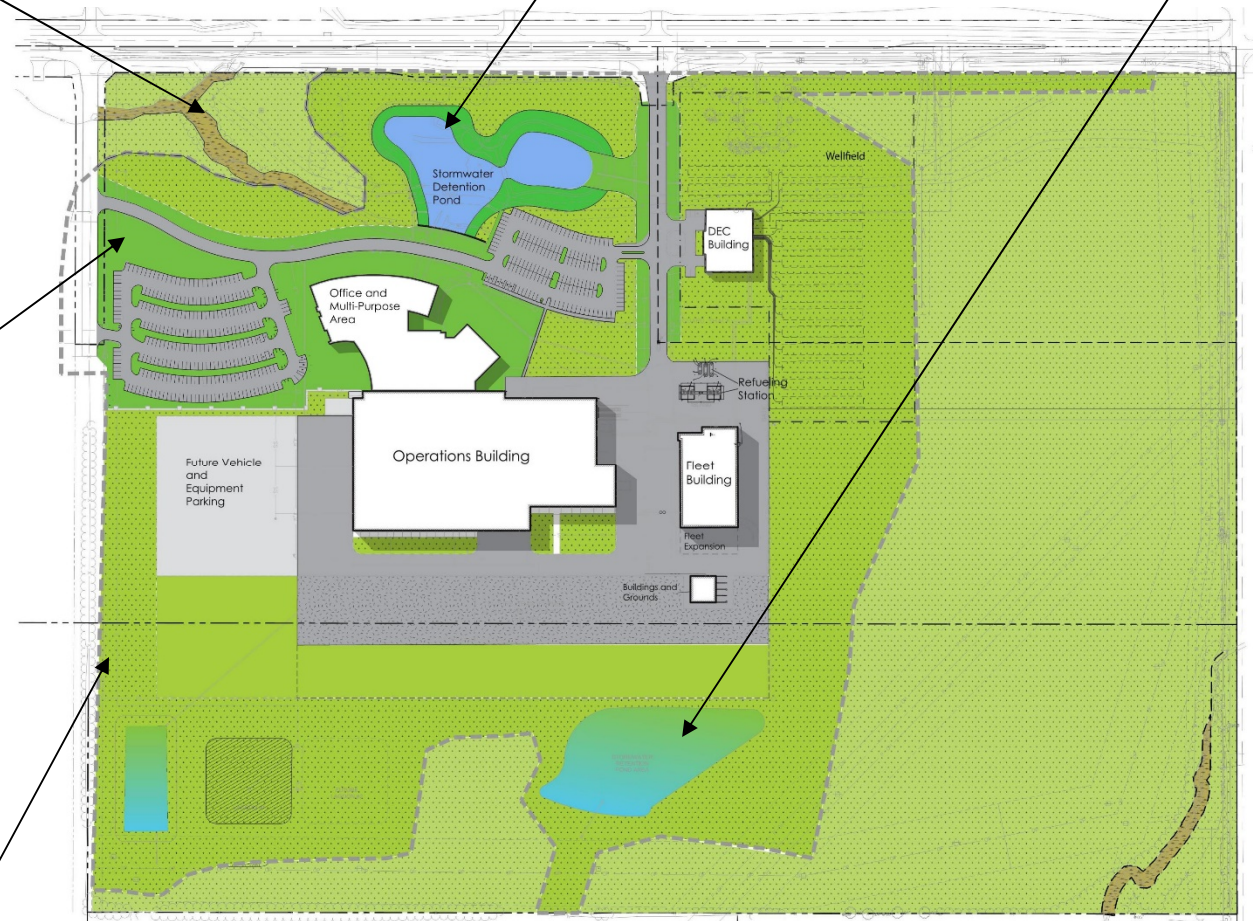 Wellfield
Stormwater
Detention
Pond
DEC
Building
Office and
Multi-Purpose
Area
Refueling
Station
Operations Building
Fleet
Building
Future Vehicle
and
Equipment
Parking
Fleet
Expansion
Buildings and
Grounds